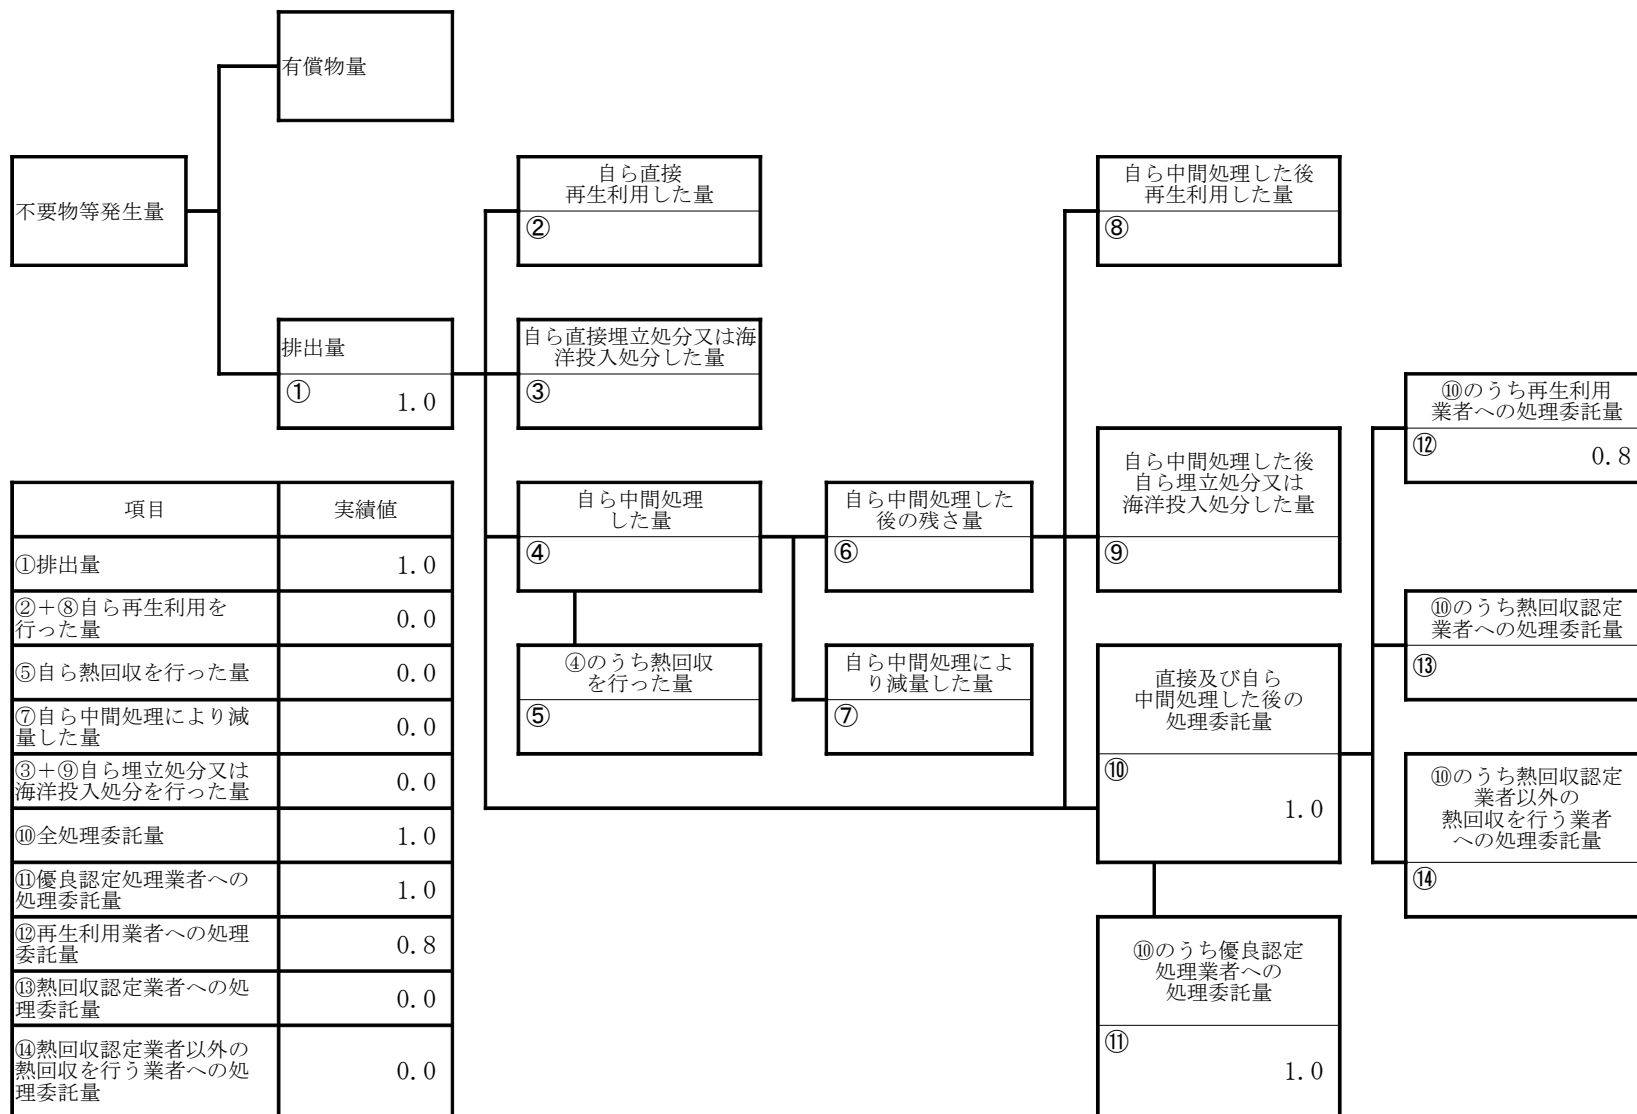 有償物量
不要物等発生量
排出量
①
1.0
自ら直接
再生利用した量
②
自ら直接埋立処分又は海
洋投入処分した量
③
自ら中間処理
した量
④
④のうち熱回収
を行った量
⑤
自ら中間処理した
後の残さ量
⑥
自ら中間処理によ
り減量した量
⑦
自ら中間処理した後
再生利用した量
⑧
自ら中間処理した後
自ら埋立処分又は
海洋投入処分した量
⑨
直接及び自ら
中間処理した後の
処理委託量
⑩
1.0
⑩のうち優良認定
処理業者への
処理委託量
⑪
1.0
⑩のうち再生利用
業者への処理委託量
⑫
0.8
⑩のうち熱回収認定
業者への処理委託量
⑬
⑩のうち熱回収認定
業者以外の
熱回収を行う業者
への処理委託量
⑭
項目 実績値
①排出量 1.0
②＋⑧自ら再生利用を
行った量 0.0
⑤自ら熱回収を行った量 0.0
⑦自ら中間処理により減
量した量 0.0
③＋⑨自ら埋立処分又は
海洋投入処分を行った量 0.0
⑩全処理委託量 1.0
⑪優良認定処理業者への
処理委託量 1.0
⑫再生利用業者への処理
委託量 0.8
⑬熱回収認定業者への処
理委託量 0.0
⑭熱回収認定業者以外の
熱回収を行う業者への処
理委託量 0.0